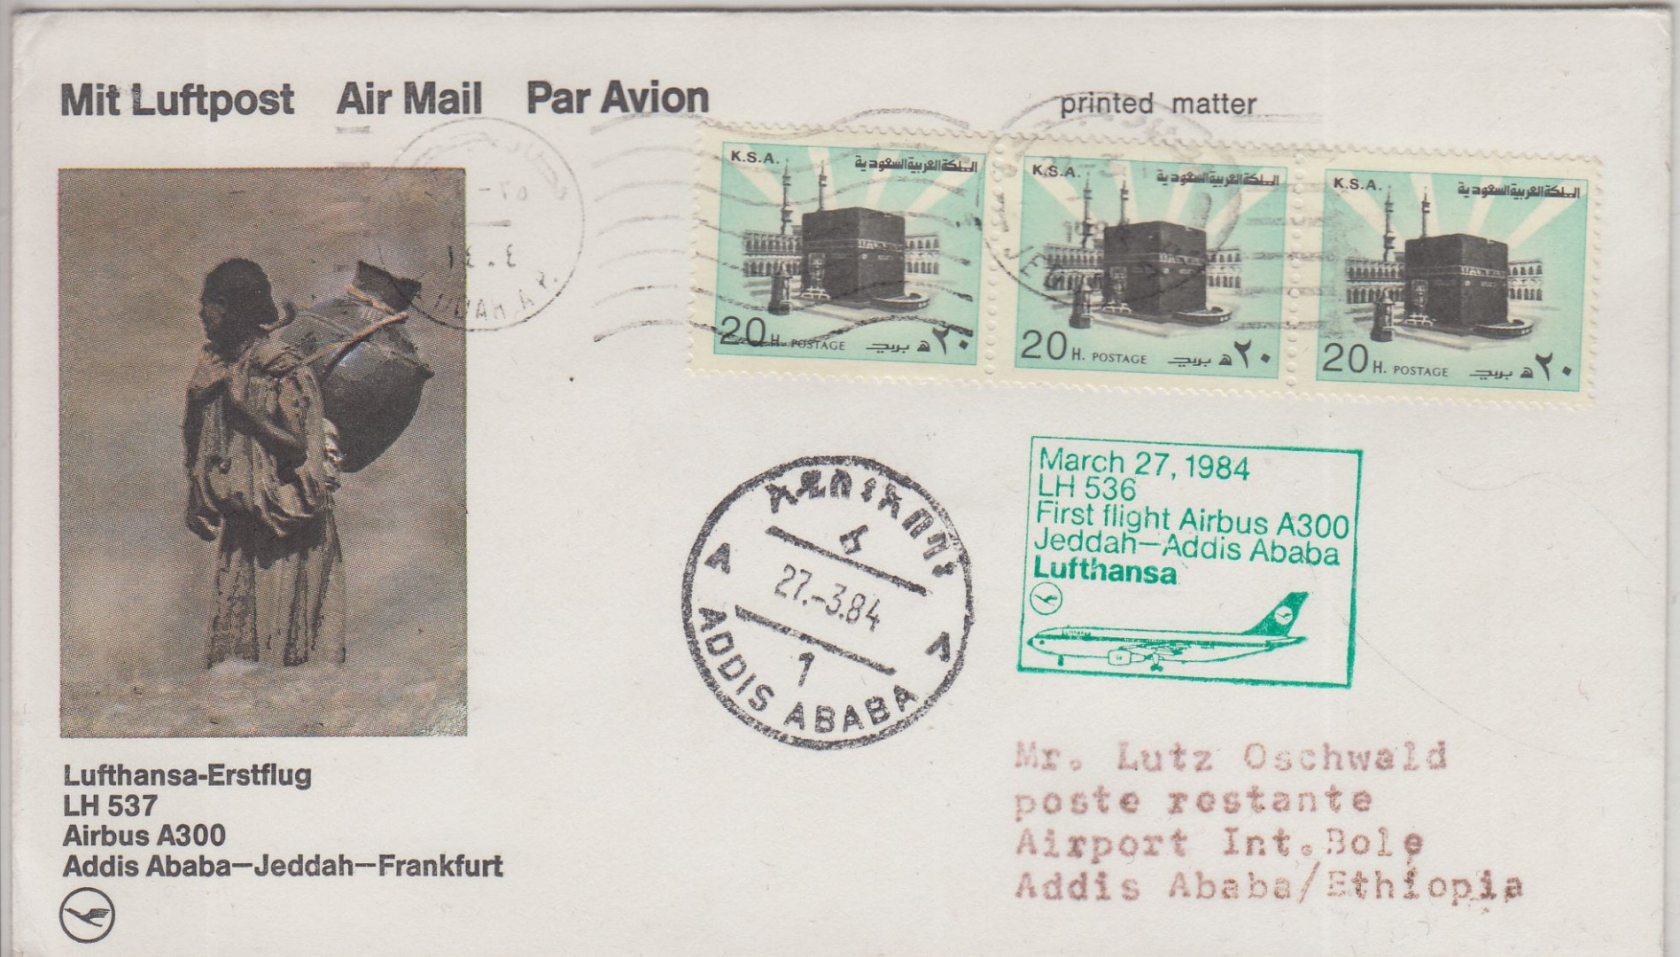 Mit Luftpost Air Mail Par Avion
printed matter
K.S.A. المملكة العربية السعودية
20 H. POSTAGE بريد ٢٠ ھ
K.S.A. المملكة العربية السعودية
20 H. POSTAGE بريد ٢٠ ھ
K.S.A. المملكة العربية السعودية
20 H. POSTAGE بريد ٢٠ ھ
١٤٠٤
አዲስ፡አበባ
27.-3.84
1
ADDIS ABABA
March 27, 1984
LH 536
First flight Airbus A300
Jeddah—Addis Ababa
Lufthansa
Mr. Lutz Oschwald
poste restante
Airport Int.Bole
Addis Ababa/Ethiopia
Lufthansa-Erstflug
LH 537
Airbus A300
Addis Ababa—Jeddah—Frankfurt